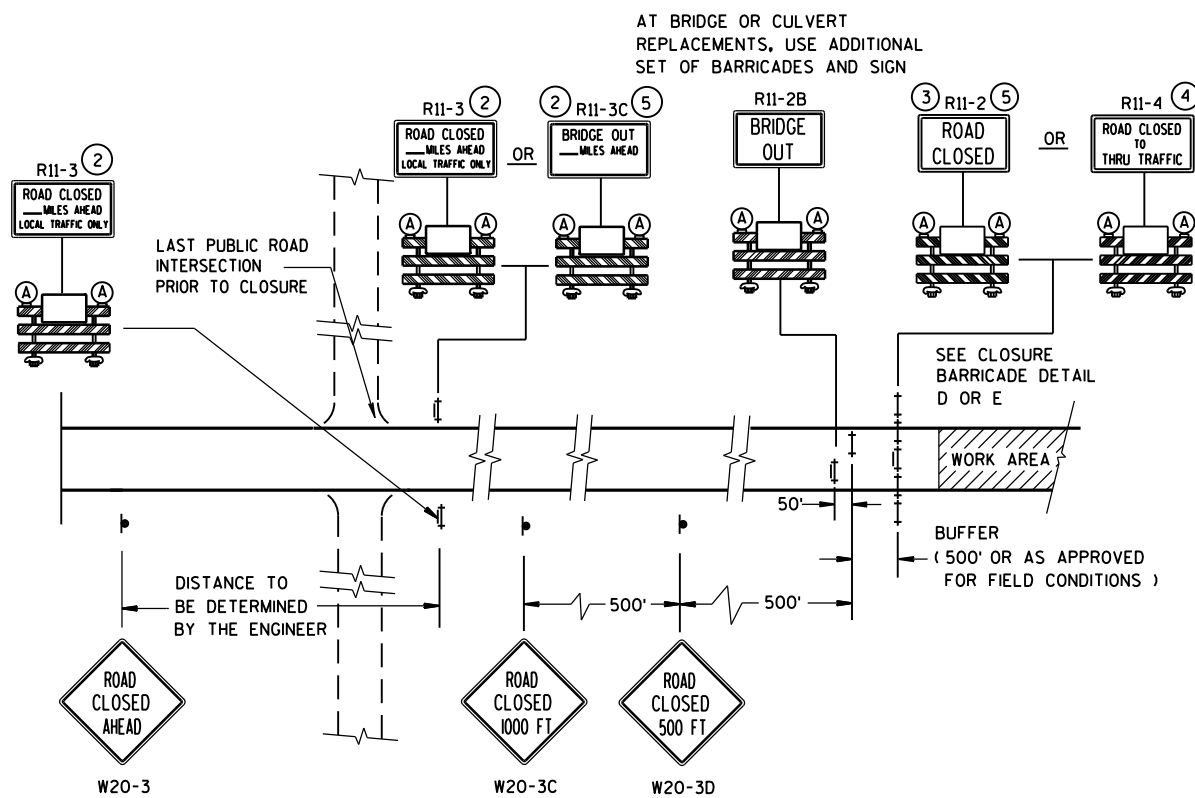 AT BRIDGE OR CULVERT
REPLACEMENTS, USE ADDITIONAL
SET OF BARRICADES AND SIGN
R11-3 2
ROAD CLOSED
___MILES AHEAD
LOCAL TRAFFIC ONLY
A A
R11-3 2
ROAD CLOSED
___MILES AHEAD
LOCAL TRAFFIC ONLY
A A
OR
2 R11-3C 5
BRIDGE OUT
___MILES AHEAD
A A
R11-2B
BRIDGE
OUT
A A
3 R11-2 5
ROAD
CLOSED
A A
OR
R11-4 4
ROAD CLOSED
TO
THRU TRAFFIC
A A
LAST PUBLIC ROAD
INTERSECTION
PRIOR TO CLOSURE
SEE CLOSURE
BARRICADE DETAIL
D OR E
WORK AREA
50'
BUFFER
( 500' OR AS APPROVED
FOR FIELD CONDITIONS )
DISTANCE TO
BE DETERMINED
BY THE ENGINEER
500'
500'
ROAD
CLOSED
AHEAD
W20-3
ROAD
CLOSED
1000 FT
W20-3C
ROAD
CLOSED
500 FT
W20-3D